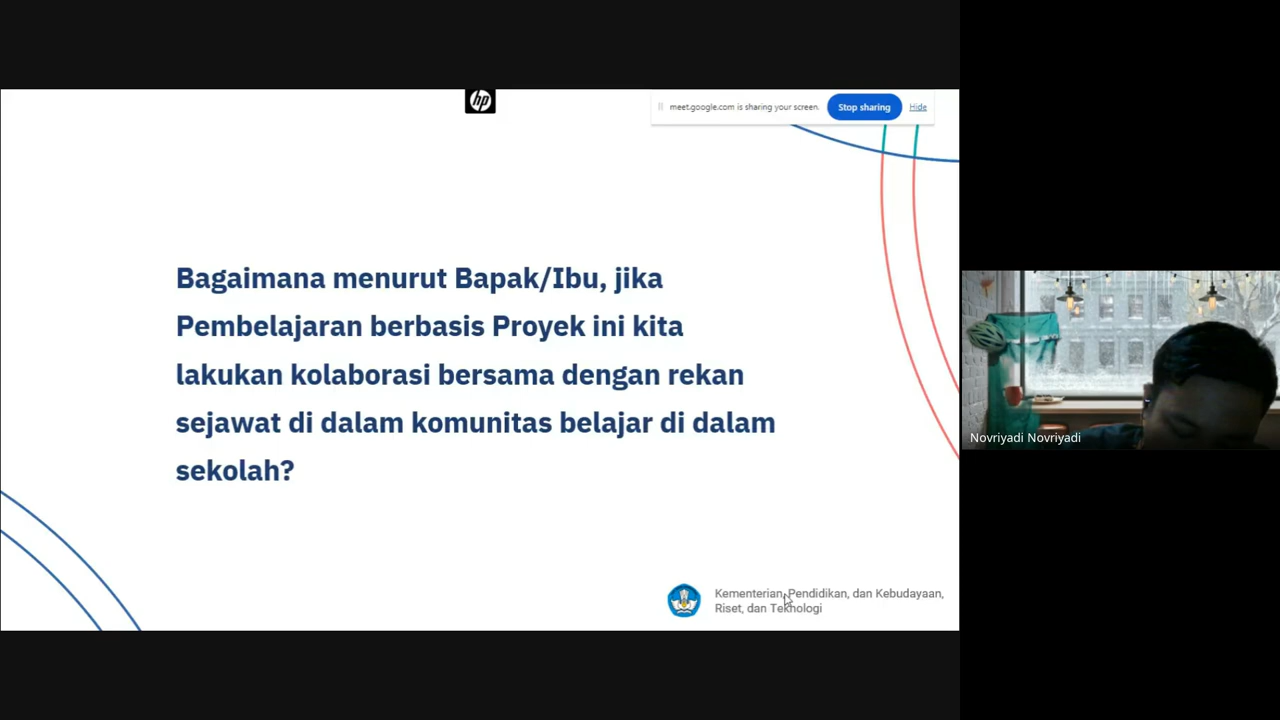 hp
meet.google.com is sharing your screen.
Stop sharing
Hide
Bagaimana menurut Bapak/Ibu, jika
Pembelajaran berbasis Proyek ini kita
lakukan kolaborasi bersama dengan rekan
sejawat di dalam komunitas belajar di dalam
sekolah?
Novriyadi Novriyadi
Kementerian, Pendidikan, dan Kebudayaan,
Riset, dan Teknologi